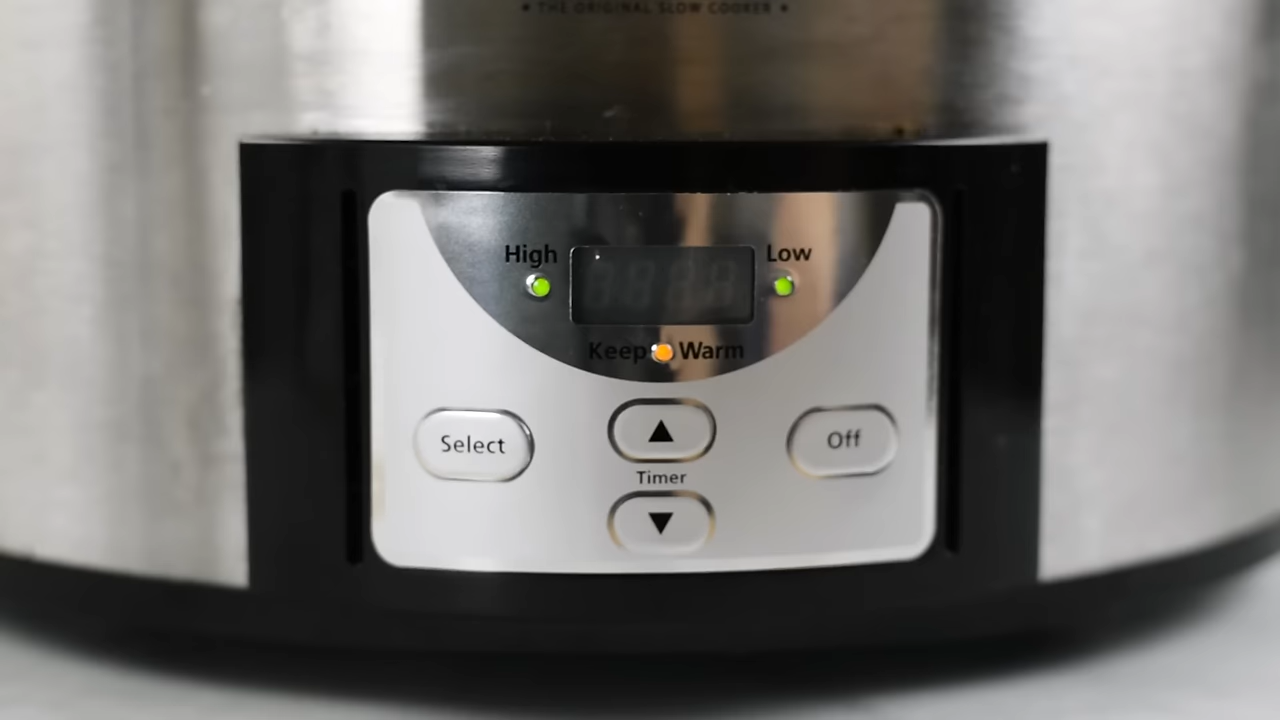 • THE ORIGINAL SLOW COOKER •
High
Low
Keep Warm
Select
▲
Off
Timer
▼